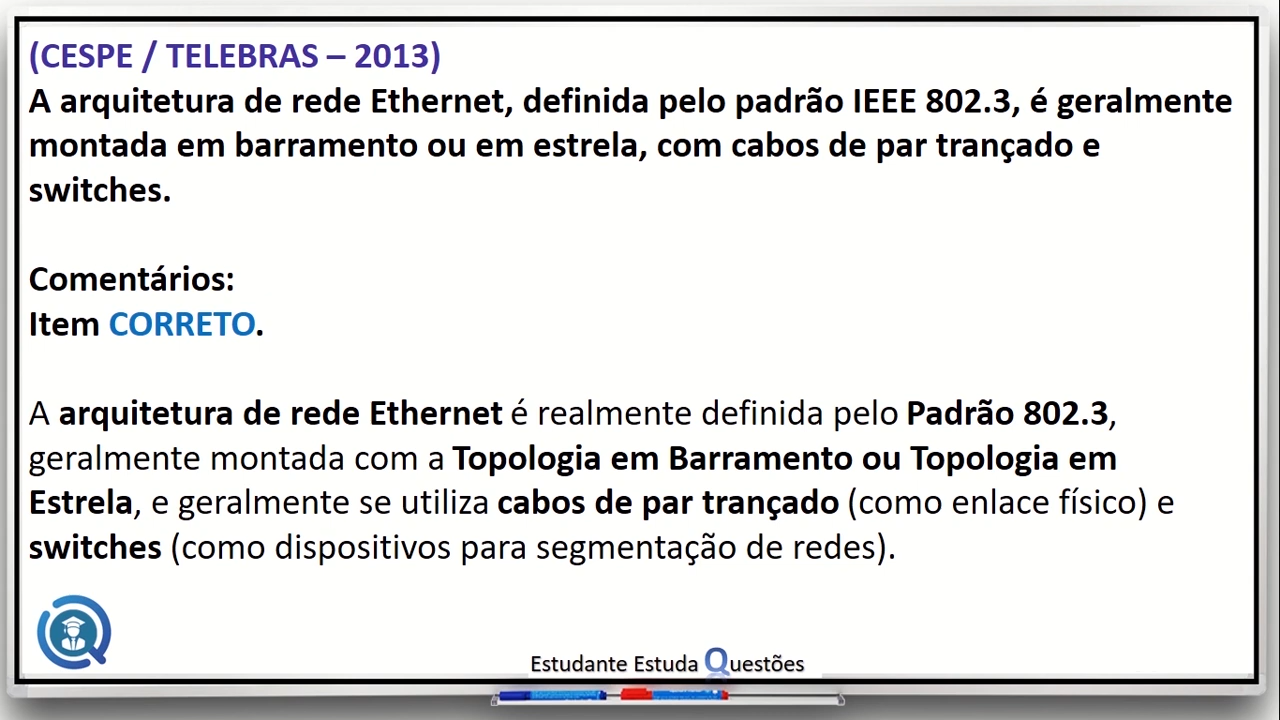 (CESPE / TELEBRAS – 2013)
A arquitetura de rede Ethernet, definida pelo padrão IEEE 802.3, é geralmente
montada em barramento ou em estrela, com cabos de par trançado e
switches.
Comentários:
Item CORRETO.
A arquitetura de rede Ethernet é realmente definida pelo Padrão 802.3,
geralmente montada com a Topologia em Barramento ou Topologia em
Estrela, e geralmente se utiliza cabos de par trançado (como enlace físico) e
switches (como dispositivos para segmentação de redes).
Estudante Estuda Questões